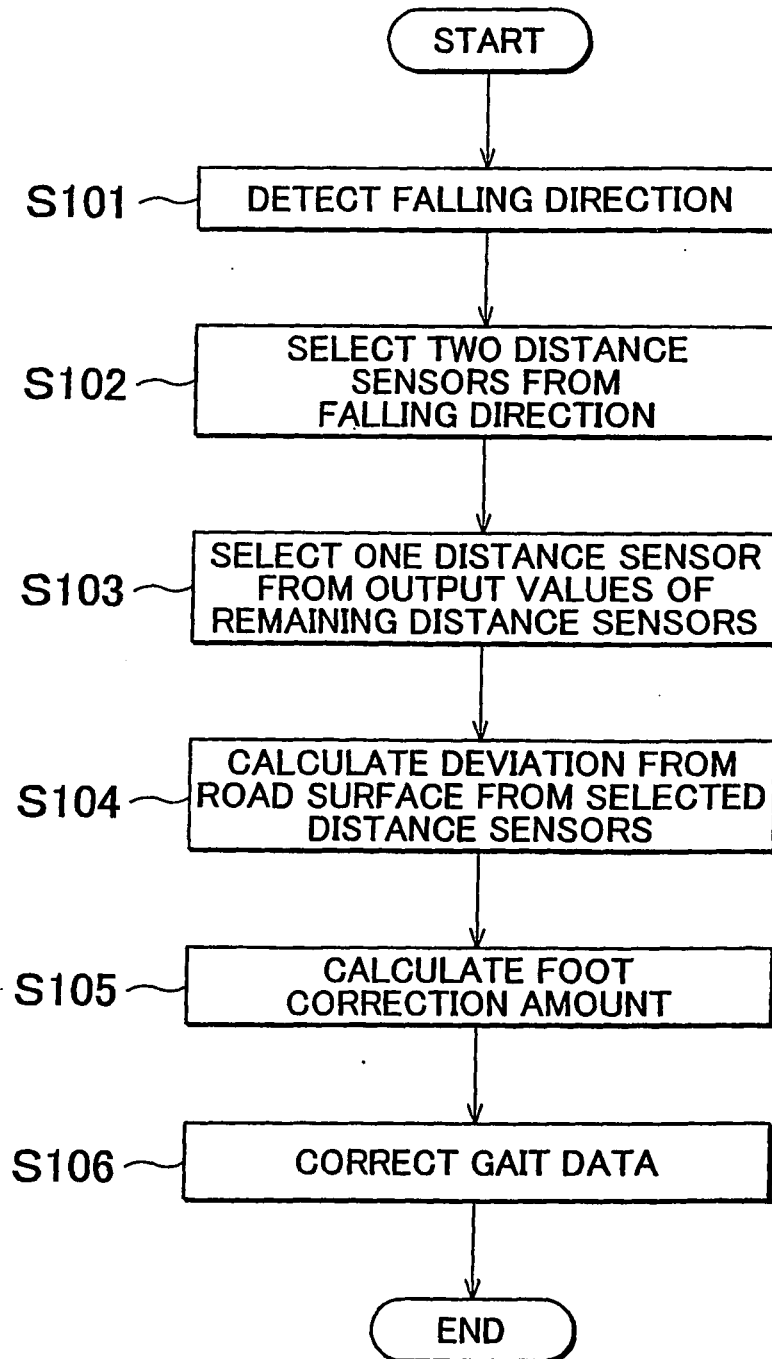 START
S101
DETECT FALLING DIRECTION
S102
SELECT TWO DISTANCE
SENSORS FROM
FALLING DIRECTION
S103
SELECT ONE DISTANCE SENSOR
FROM OUTPUT VALUES OF
REMAINING DISTANCE SENSORS
S104
CALCULATE DEVIATION FROM
ROAD SURFACE FROM SELECTED
DISTANCE SENSORS
S105
CALCULATE FOOT
CORRECTION AMOUNT
S106
CORRECT GAIT DATA
END